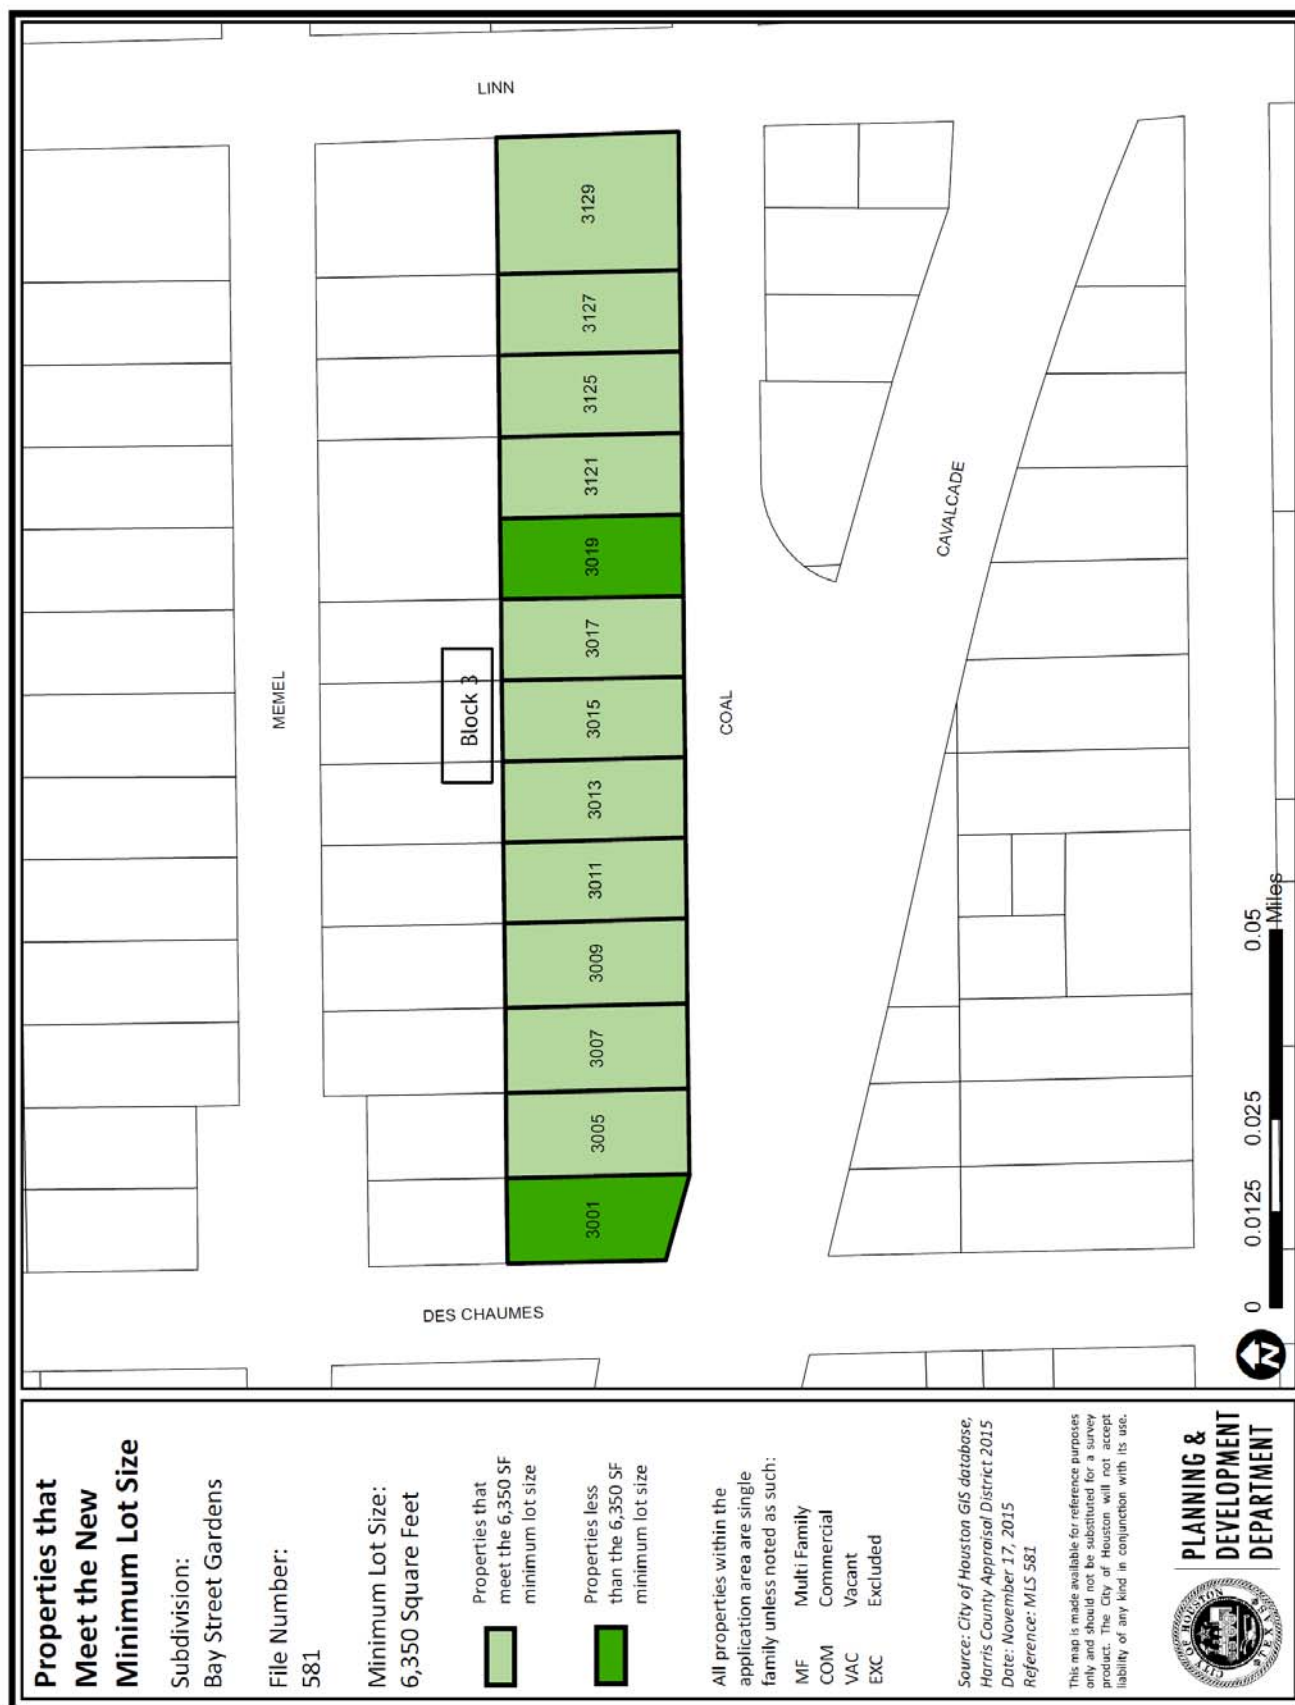 Properties that
Meet the New
Minimum Lot Size
Subdivision:
Bay Street Gardens
File Number:
581
Minimum Lot Size:
6,350 Square Feet
Properties that
meet the 6,350 SF
minimum lot size
Properties less
than the 6,350 SF
minimum lot size
All properties within the
application area are single
family unless noted as such:
MF Multi Family
COM Commercial
VAC Vacant
EXC Excluded
Source: City of Houston GIS database,
Harris County Appraisal District 2015
Date: November 17, 2015
Reference: MLS 581
This map is made available for reference purposes
only and should not be substituted for a survey
product. The City of Houston will not accept
liability of any kind in conjunction with its use.
CITY OF HOUSTON
TEXAS
PLANNING &
DEVELOPMENT
DEPARTMENT
LINN
MEMEL
Block 3
3001
3005
3007
3009
3011
3013
3015
3017
3019
3121
3125
3127
3129
COAL
CAVALCADE
DES CHAUMES
N
0 0.0125 0.025 0.05
Miles